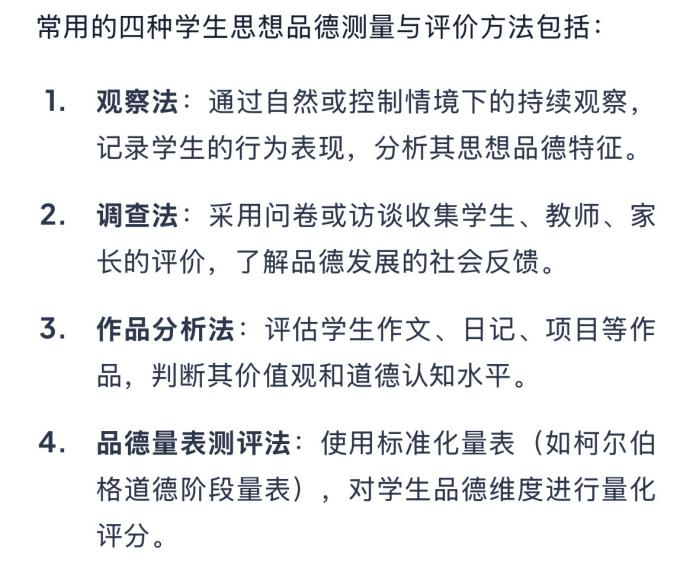 常用的四种学生思想品德测量与评价方法包括：
1. 观察法：通过自然或控制情境下的持续观察，
记录学生的行为表现，分析其思想品德特征。
2. 调查法：采用问卷或访谈收集学生、教师、家
长的评价，了解品德发展的社会反馈。
3. 作品分析法：评估学生作文、日记、项目等作
品，判断其价值观和道德认知水平。
4. 品德量表测评法：使用标准化量表（如柯尔伯
格道德阶段量表），对学生品德维度进行量化
评分。